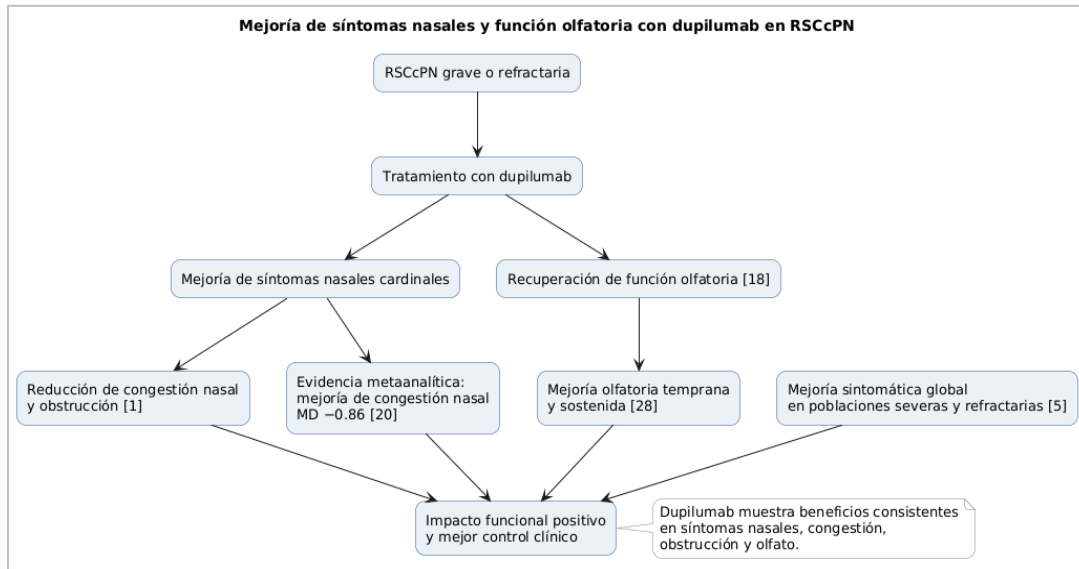 Mejoría de síntomas nasales y función olfatoria con dupilumab en RSCcPN
RSCcPN grave o refractaria
Tratamiento con dupilumab
Mejoría de síntomas nasales cardinales
Recuperación de función olfatoria [18]
Reducción de congestión nasal
y obstrucción [1]
Evidencia metaanalítica:
mejoría de congestión nasal
MD −0.86 [20]
Mejoría olfatoria temprana
y sostenida [28]
Mejoría sintomática global
en poblaciones severas y refractarias [5]
Impacto funcional positivo
y mejor control clínico
Dupilumab muestra beneficios consistentes
en síntomas nasales, congestión,
obstrucción y olfato.